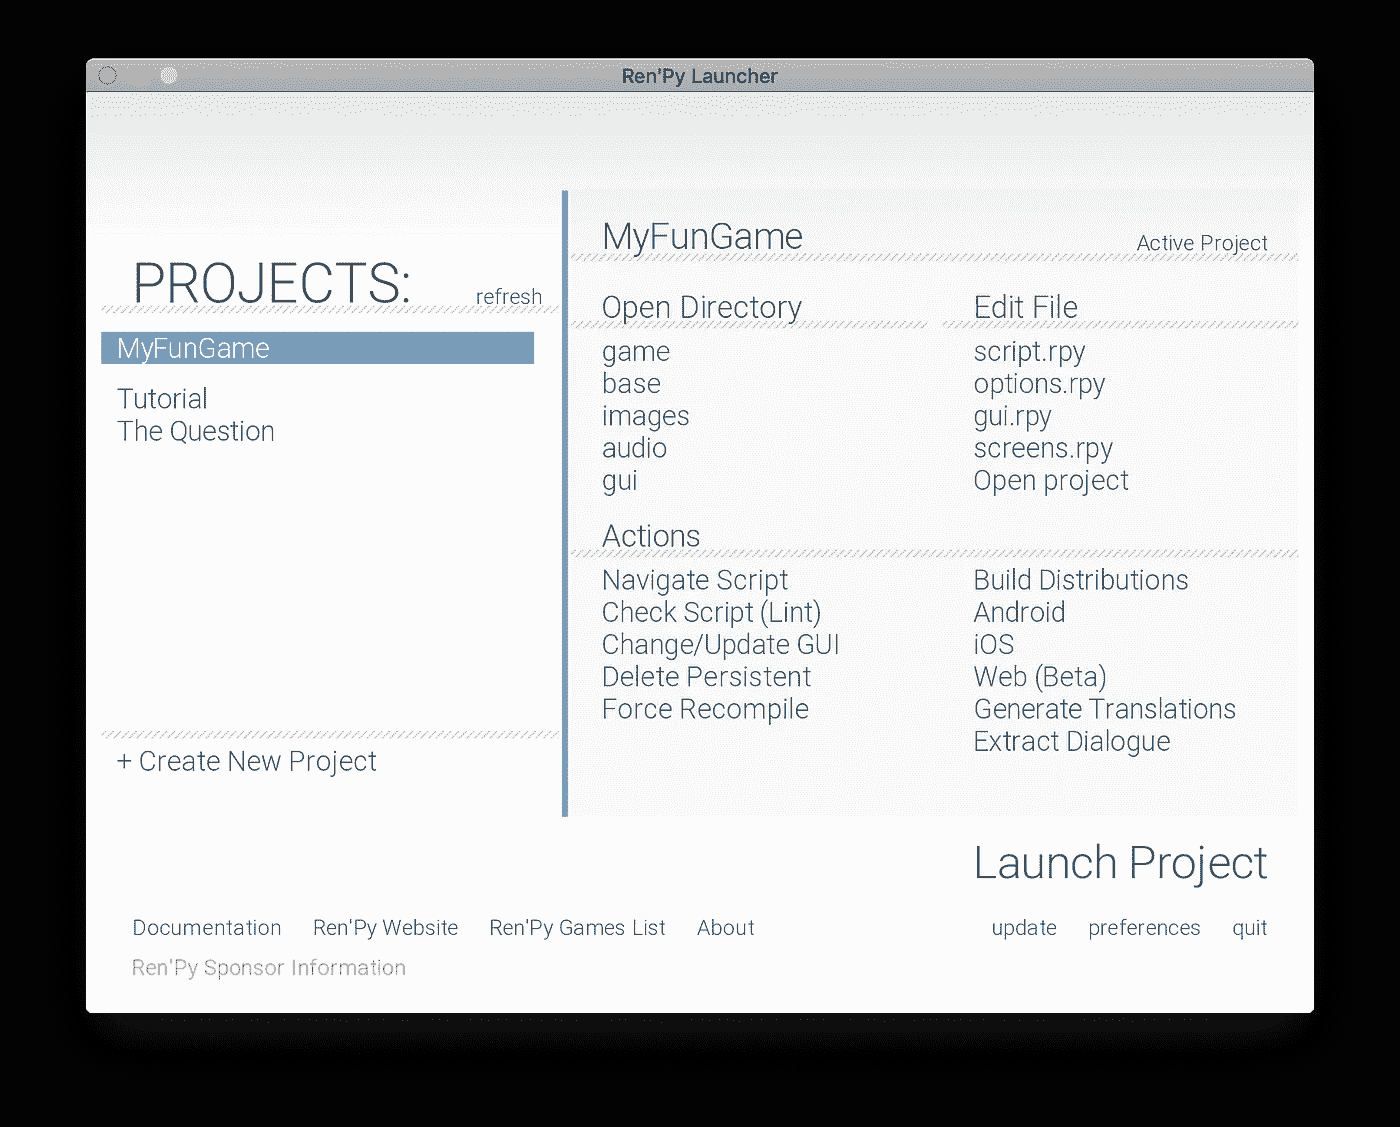 Ren'Py Launcher
PROJECTS:
refresh
MyFunGame
Tutorial
The Question
+ Create New Project
MyFunGame
Active Project
Open Directory
game
base
images
audio
gui
Edit File
script.rpy
options.rpy
gui.rpy
screens.rpy
Open project
Actions
Navigate Script
Check Script (Lint)
Change/Update GUI
Delete Persistent
Force Recompile
Build Distributions
Android
iOS
Web (Beta)
Generate Translations
Extract Dialogue
Launch Project
Documentation Ren'Py Website Ren'Py Games List About
update preferences quit
Ren'Py Sponsor Information